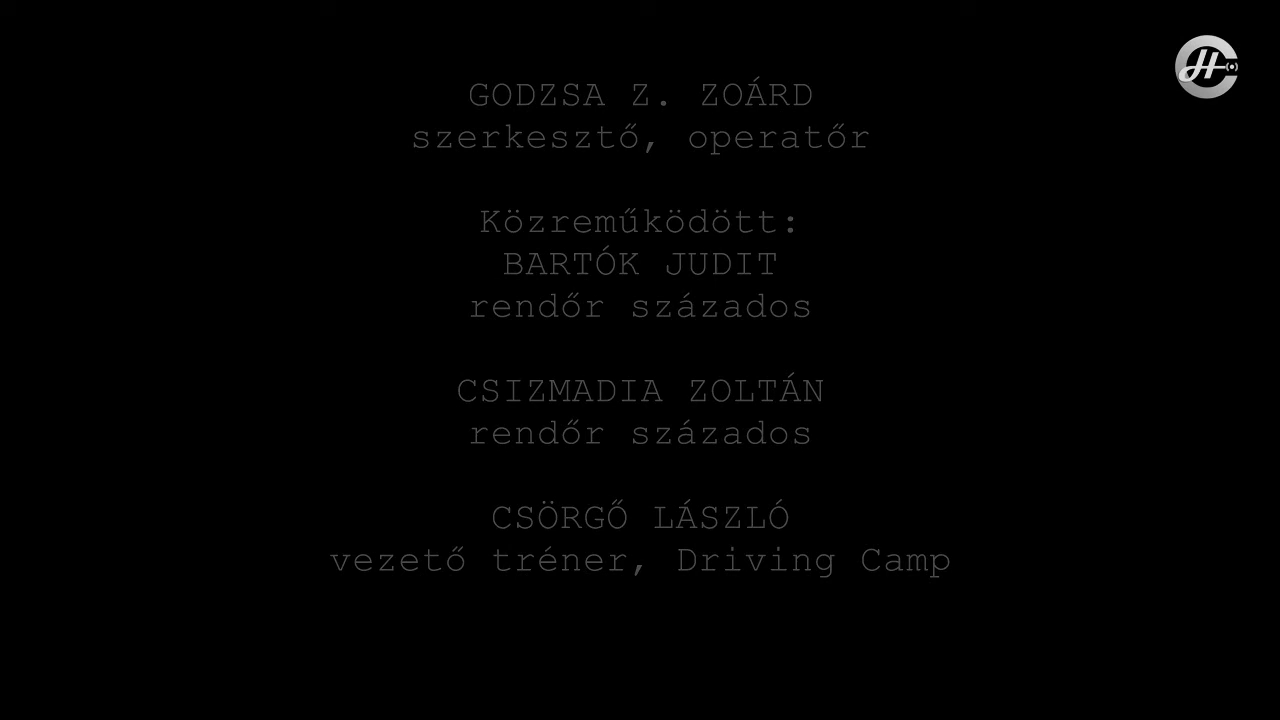 GODZSA Z. ZOÁRD
szerkesztő, operatőr
Közreműködött:
BARTÓK JUDIT
rendőr százados
CSIZMADIA ZOLTÁN
rendőr százados
CSÖRGŐ LÁSZLÓ
vezető tréner, Driving Camp